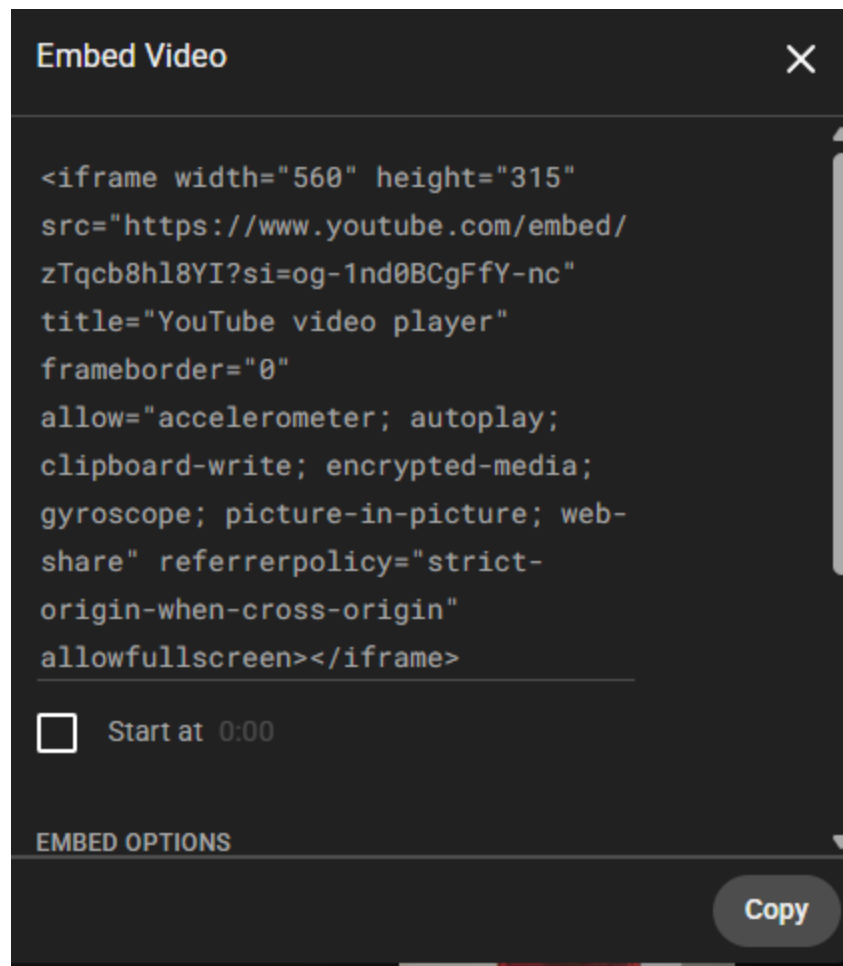 Embed Video
<iframe width="560" height="315"
src="https://www.youtube.com/embed/
zTqcb8hl8YI?si=og-1nd0BCgFfY-nc"
title="YouTube video player"
frameborder="0"
allow="accelerometer; autoplay;
clipboard-write; encrypted-media;
gyroscope; picture-in-picture; web-
share" referrerpolicy="strict-
origin-when-cross-origin"
allowfullscreen></iframe>
Start at 0:00
EMBED OPTIONS
Copy